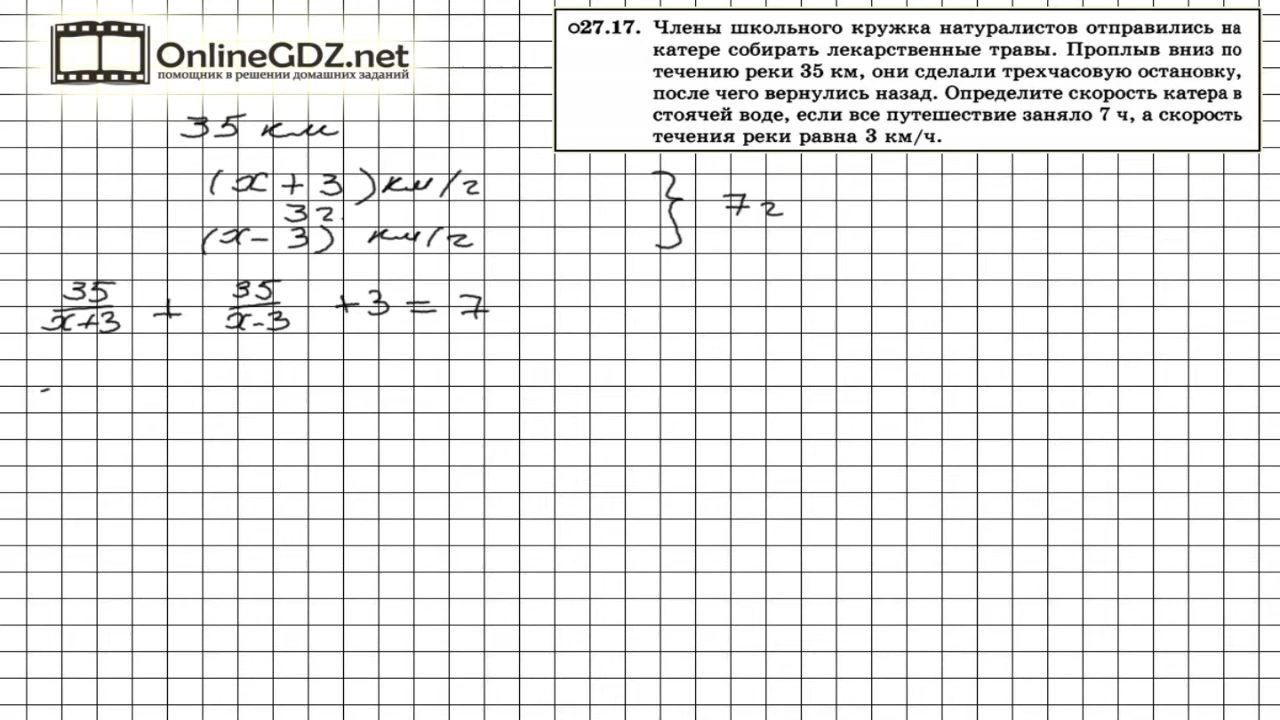 OnlineGDZ.net
помощник в решении домашних заданий
27.17. Члены школьного кружка натуралистов отправились на
катере собирать лекарственные травы. Проплыв вниз по
течению реки 35 км, они сделали трехчасовую остановку,
после чего вернулись назад. Определите скорость катера в
стоячей воде, если все путешествие заняло 7 ч, а скорость
течения реки равна 3 км/ч.
35 км
(x + 3) км/ч
3 ч
(x - 3) км/ч
} 7 ч
35/(x+3) + 35/(x-3) + 3 = 7